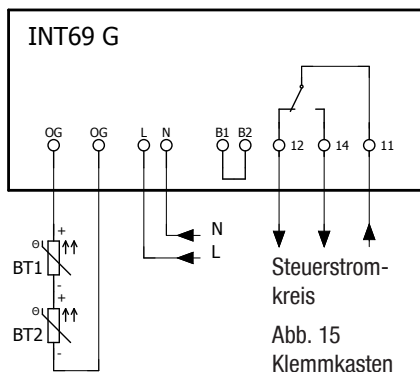 INT69 G
OG OG L N B1 B2 12 14 11
+
Θ
BT1
-
+
Θ
BT2
-
N
L
Steuerstrom-
kreis
Abb. 15
Klemmkasten